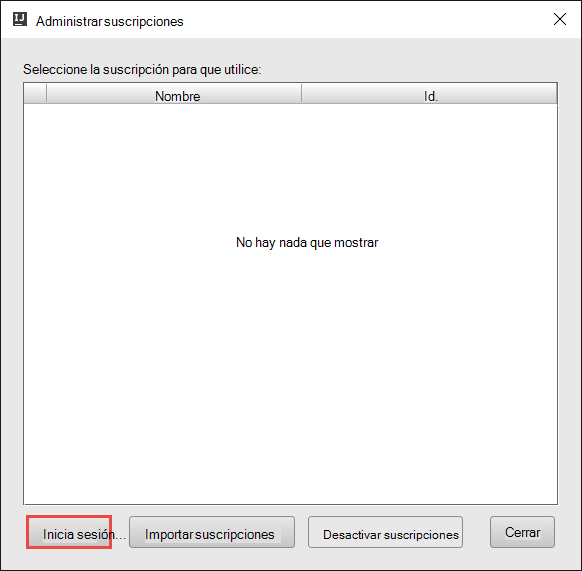 IJ
Administrar suscripciones
Seleccione la suscripción para que utilice:
Nombre Id.
No hay nada que mostrar
Inicia sesión... Importar suscripciones Desactivar suscripciones Cerrar